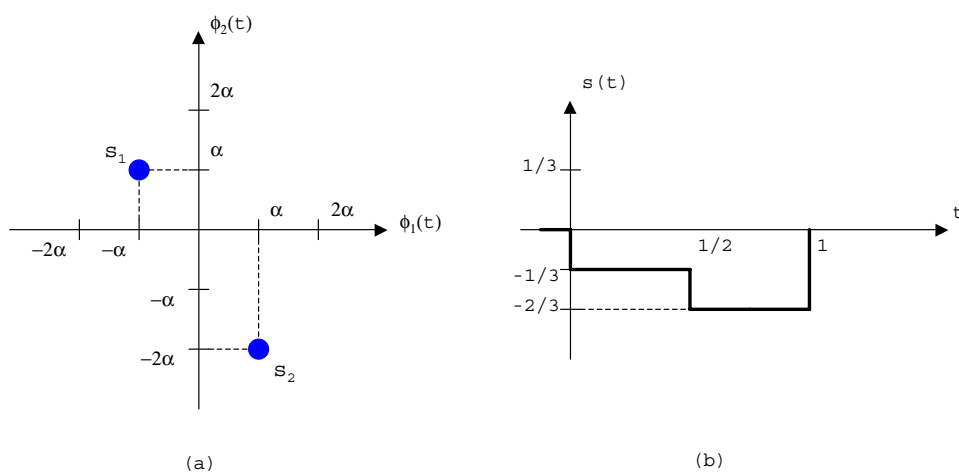 ϕ₂(t)
2α
s₁
α
α 2α
ϕ₁(t)
−2α −α
−α
−2α
s₂
(a)
s(t)
1/3
t
1/2 1
-1/3
-2/3
(b)